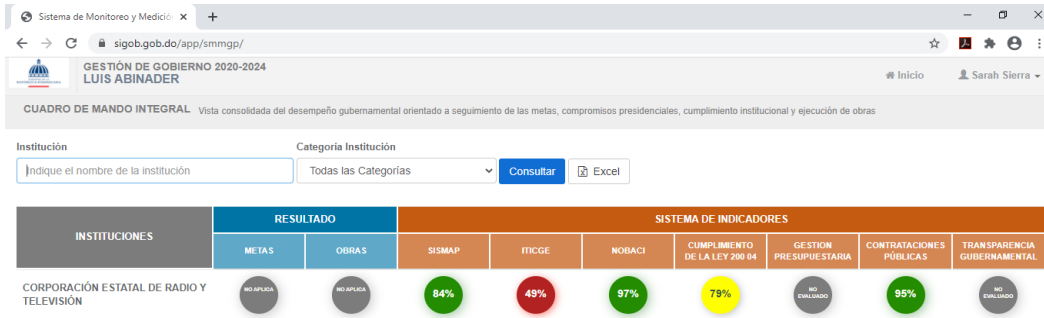 Sistema de Monitoreo y Medició
sigob.gob.do/app/smmgp/
GESTIÓN DE GOBIERNO 2020-2024
LUIS ABINADER
Inicio
Sarah Sierra
CUADRO DE MANDO INTEGRAL Vista consolidada del desempeño gubernamental orientado a seguimiento de las metas, compromisos presidenciales, cumplimiento institucional y ejecución de obras
Institución
Categoría Institución
Indique el nombre de la institución
Todas las Categorías
Consultar
Excel
INSTITUCIONES
RESULTADO
SISTEMA DE INDICADORES
METAS
OBRAS
SISMAP
ITICGE
NOBACI
CUMPLIMIENTO
DE LA LEY 200 04
GESTION
PRESUPUESTARIA
CONTRATACIONES
PÚBLICAS
TRANSPARENCIA
GUBERNAMENTAL
CORPORACIÓN ESTATAL DE RADIO Y
TELEVISIÓN
NO APLICA
NO APLICA
84%
49%
97%
79%
NO
EVALUADO
95%
NO
EVALUADO